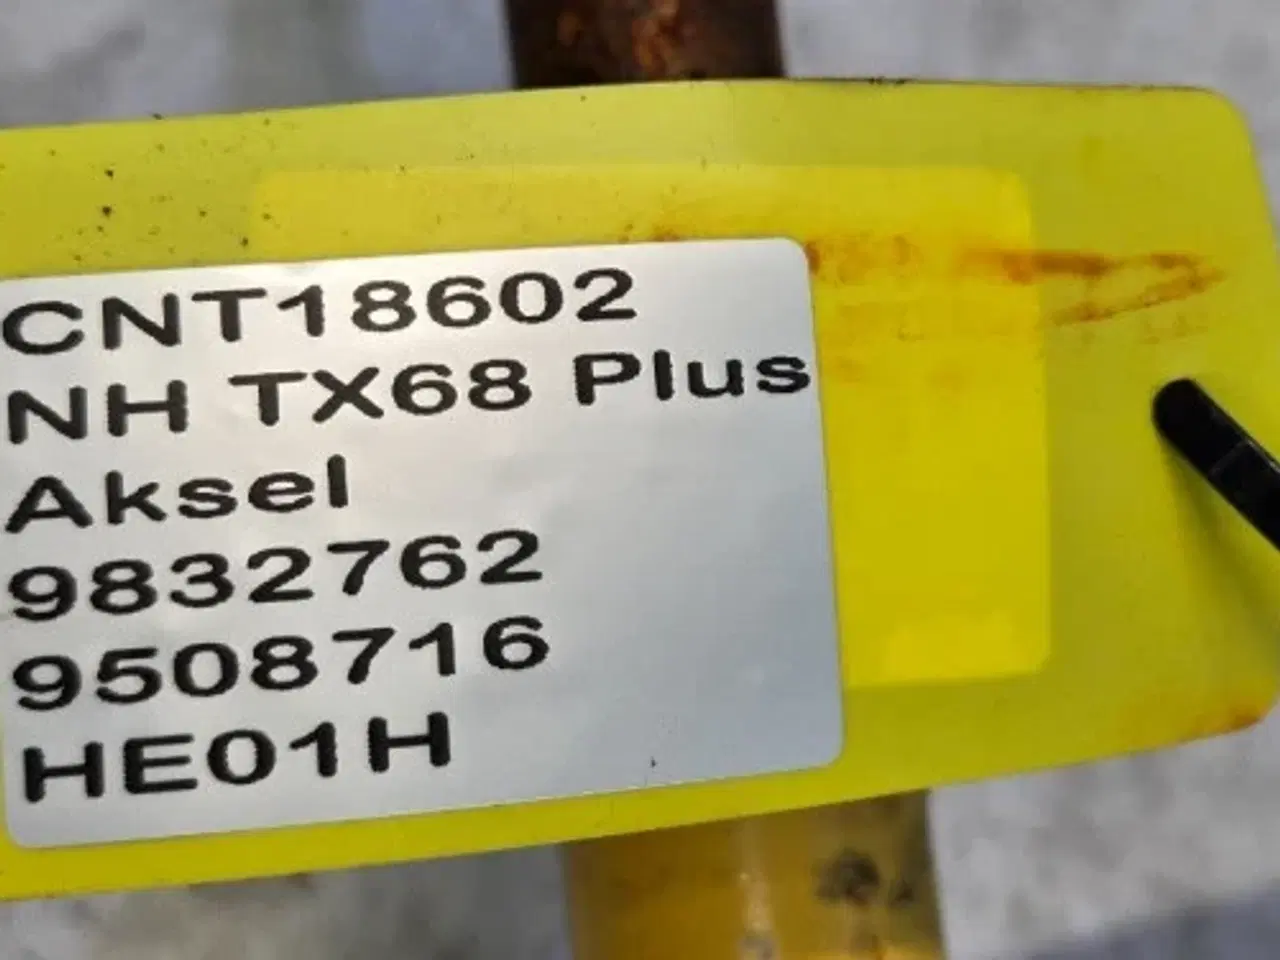 CNT18602
NH TX68 Plus
Aksel
9832762
9508716
HE01H